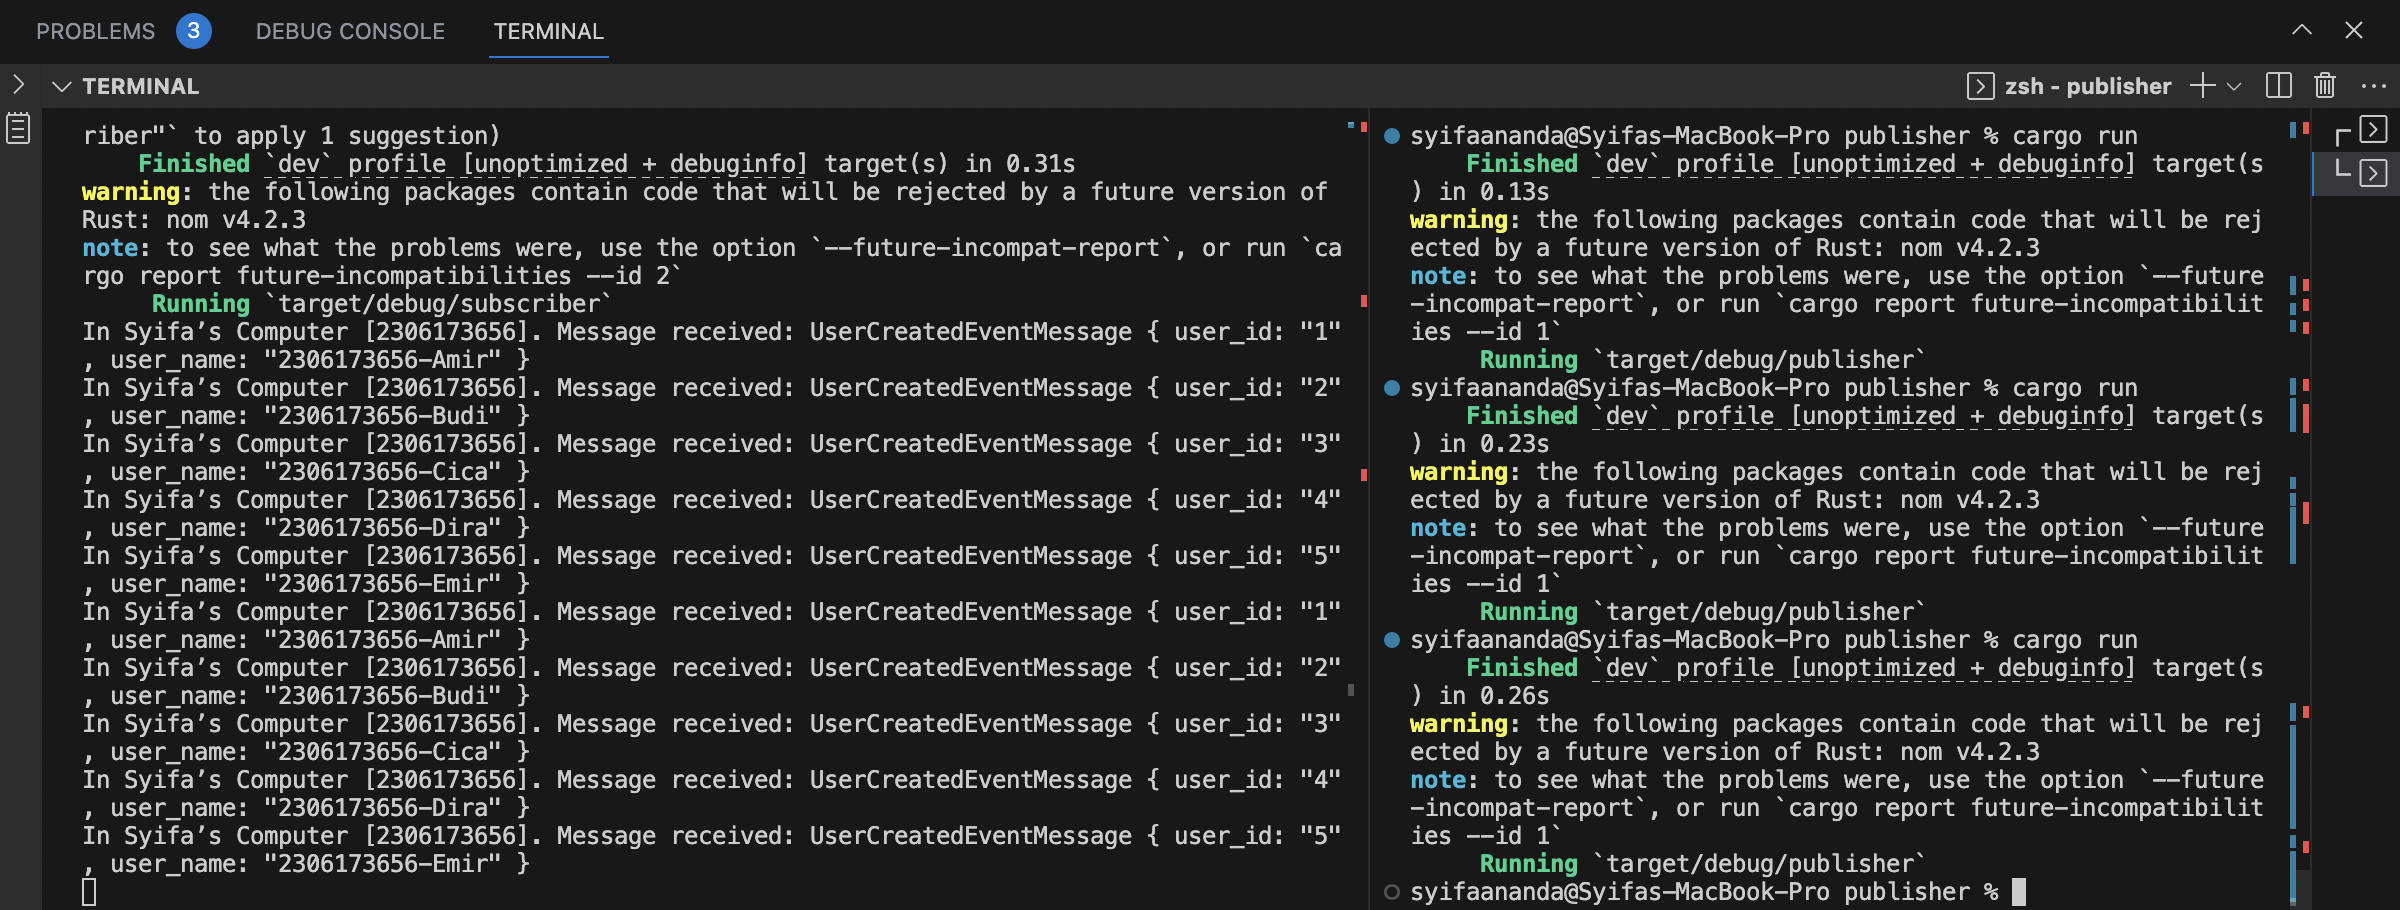 PROBLEMS 3 DEBUG CONSOLE TERMINAL
TERMINAL zsh - publisher
riber"` to apply 1 suggestion)
Finished `dev` profile [unoptimized + debuginfo] target(s) in 0.31s
warning: the following packages contain code that will be rejected by a future version of
Rust: nom v4.2.3
note: to see what the problems were, use the option `--future-incompat-report`, or run `ca
rgo report future-incompatibilities --id 2`
Running `target/debug/subscriber`
In Syifa’s Computer [2306173656]. Message received: UserCreatedEventMessage { user_id: "1"
, user_name: "2306173656-Amir" }
In Syifa’s Computer [2306173656]. Message received: UserCreatedEventMessage { user_id: "2"
, user_name: "2306173656-Budi" }
In Syifa’s Computer [2306173656]. Message received: UserCreatedEventMessage { user_id: "3"
, user_name: "2306173656-Cica" }
In Syifa’s Computer [2306173656]. Message received: UserCreatedEventMessage { user_id: "4"
, user_name: "2306173656-Dira" }
In Syifa’s Computer [2306173656]. Message received: UserCreatedEventMessage { user_id: "5"
, user_name: "2306173656-Emir" }
In Syifa’s Computer [2306173656]. Message received: UserCreatedEventMessage { user_id: "1"
, user_name: "2306173656-Amir" }
In Syifa’s Computer [2306173656]. Message received: UserCreatedEventMessage { user_id: "2"
, user_name: "2306173656-Budi" }
In Syifa’s Computer [2306173656]. Message received: UserCreatedEventMessage { user_id: "3"
, user_name: "2306173656-Cica" }
In Syifa’s Computer [2306173656]. Message received: UserCreatedEventMessage { user_id: "4"
, user_name: "2306173656-Dira" }
In Syifa’s Computer [2306173656]. Message received: UserCreatedEventMessage { user_id: "5"
, user_name: "2306173656-Emir" }
syifaananda@Syifas-MacBook-Pro publisher % cargo run
Finished `dev` profile [unoptimized + debuginfo] target(s
) in 0.13s
warning: the following packages contain code that will be rej
ected by a future version of Rust: nom v4.2.3
note: to see what the problems were, use the option `--future
-incompat-report`, or run `cargo report future-incompatibilit
ies --id 1`
Running `target/debug/publisher`
syifaananda@Syifas-MacBook-Pro publisher % cargo run
Finished `dev` profile [unoptimized + debuginfo] target(s
) in 0.23s
warning: the following packages contain code that will be rej
ected by a future version of Rust: nom v4.2.3
note: to see what the problems were, use the option `--future
-incompat-report`, or run `cargo report future-incompatibilit
ies --id 1`
Running `target/debug/publisher`
syifaananda@Syifas-MacBook-Pro publisher % cargo run
Finished `dev` profile [unoptimized + debuginfo] target(s
) in 0.26s
warning: the following packages contain code that will be rej
ected by a future version of Rust: nom v4.2.3
note: to see what the problems were, use the option `--future
-incompat-report`, or run `cargo report future-incompatibilit
ies --id 1`
Running `target/debug/publisher`
syifaananda@Syifas-MacBook-Pro publisher %